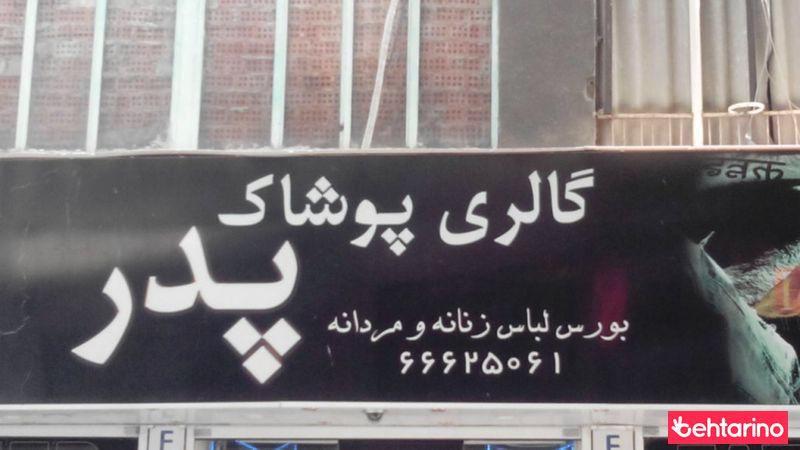 گالری پوشاک
پدر
بورس لباس زنانه و مردانه
۶۶۶۲۵۰۶۱
F
F
behtarino